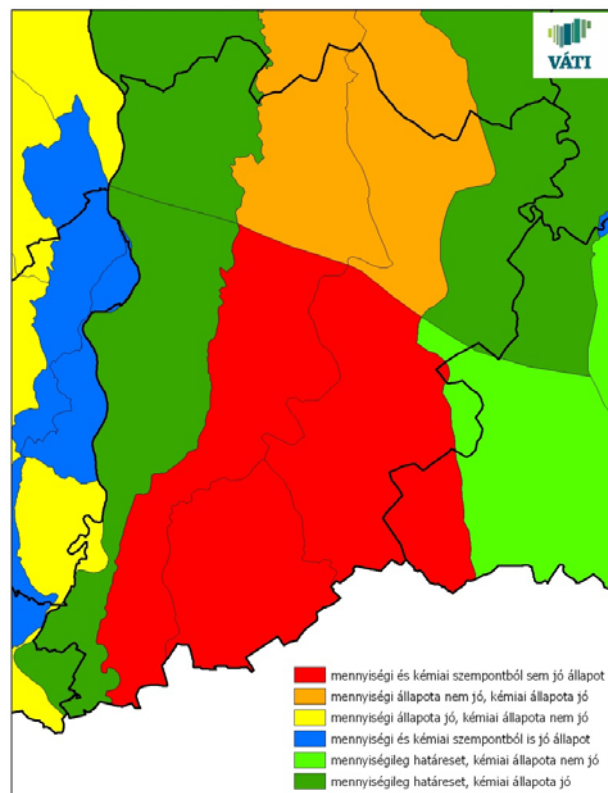 VÁTI
mennyiségi és kémiai szempontból sem jó állapot
mennyiségi állapota nem jó, kémiai állapota jó
mennyiségi állapota jó, kémiai állapota nem jó
mennyiségi és kémiai szempontból is jó állapot
mennyiségileg határeset, kémiai állapota nem jó
mennyiségileg határeset, kémiai állapota jó